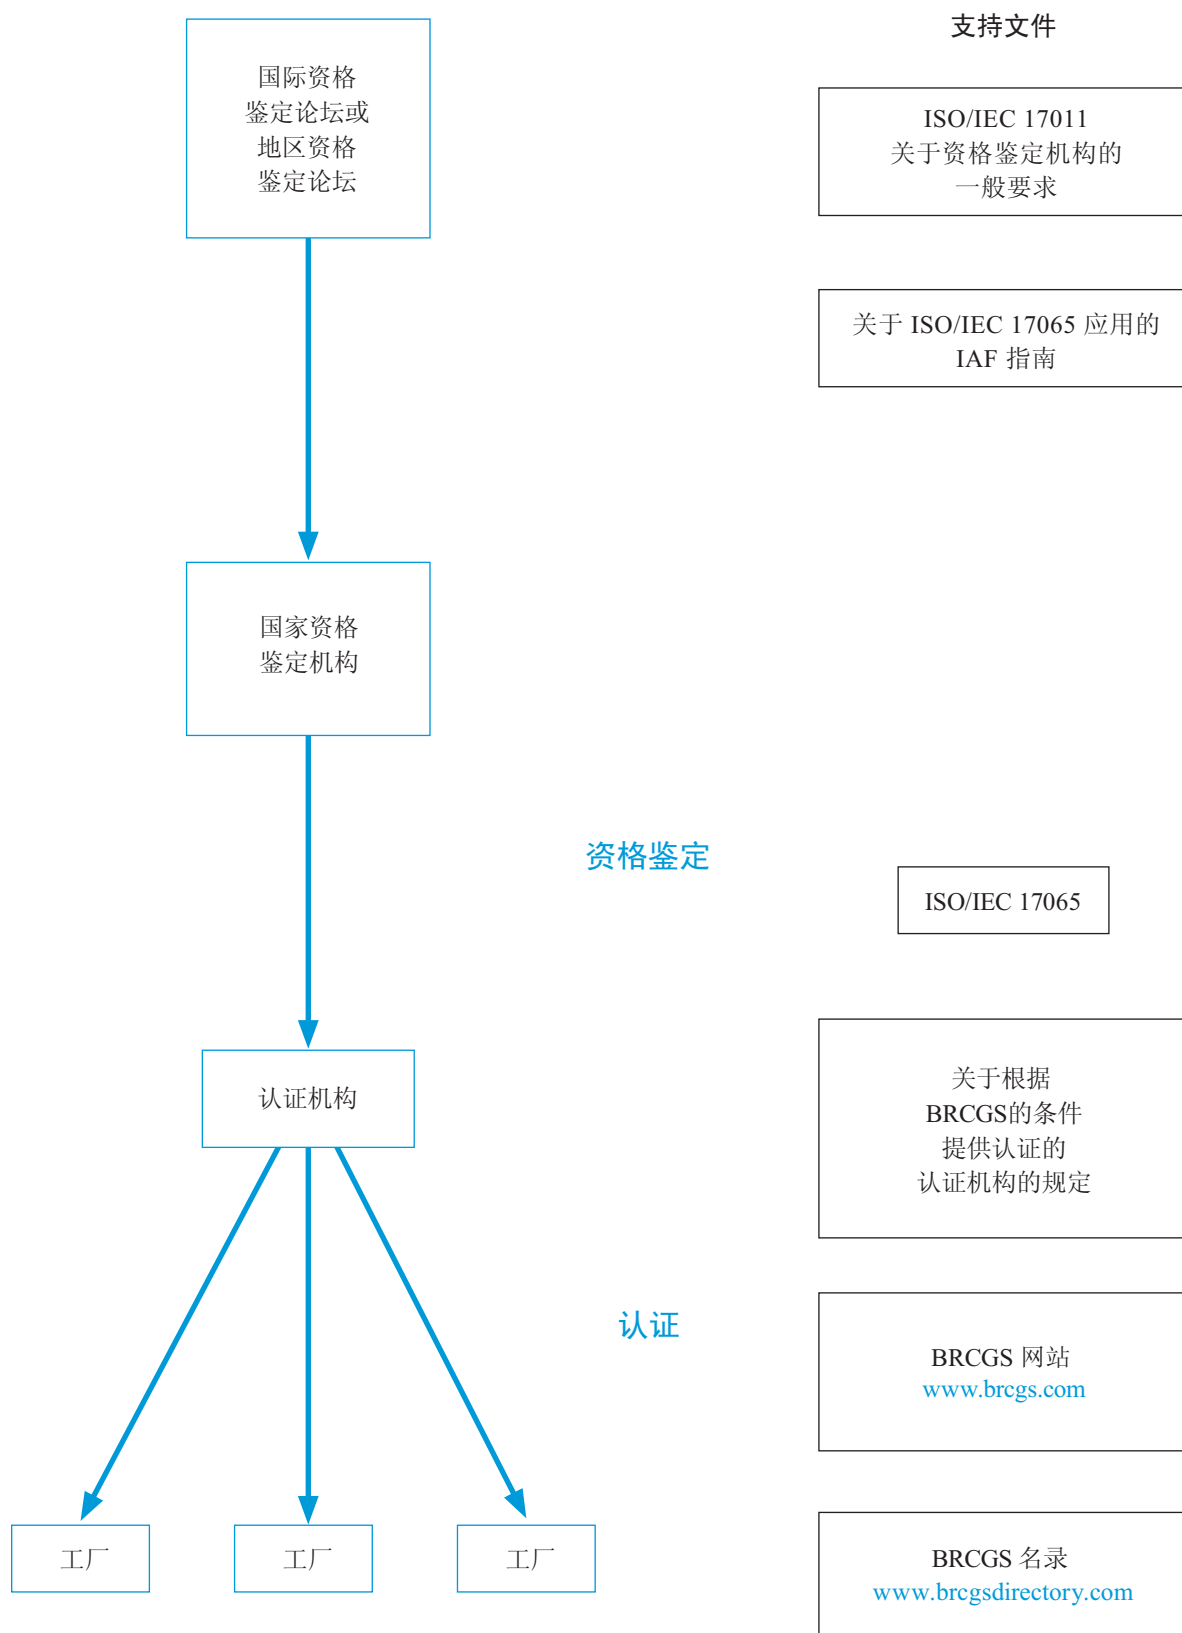 支持文件
国际资格
鉴定论坛或
地区资格
鉴定论坛
ISO/IEC 17011
关于资格鉴定机构的
一般要求
关于 ISO/IEC 17065 应用的
IAF 指南
国家资格
鉴定机构
资格鉴定
ISO/IEC 17065
认证机构
关于根据
BRCGS的条件
提供认证的
认证机构的规定
认证
BRCGS 网站
www.brcgs.com
工厂
工厂
工厂
BRCGS 名录
www.brcgsdirectory.com